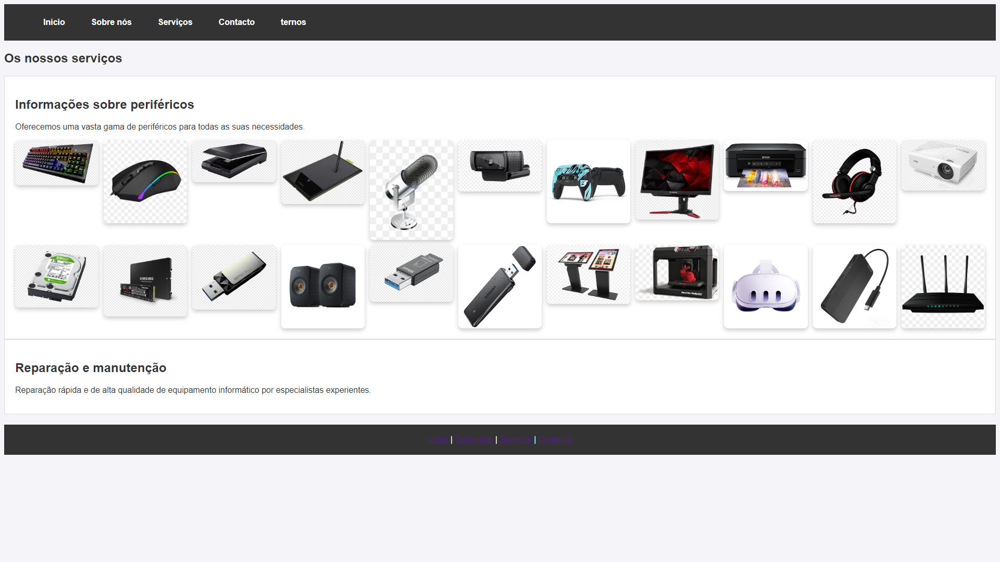 Início Sobre nós Serviços Contacto ternos
Os nossos serviços
Informações sobre periféricos
Oferecemos uma vasta gama de periféricos para todas as suas necessidades.
EPSON
SAMSUNG
Reparação e manutenção
Reparação rápida e de alta qualidade de equipamento informático por especialistas experientes.
Início | Sobre nós | Serviços | Contacto